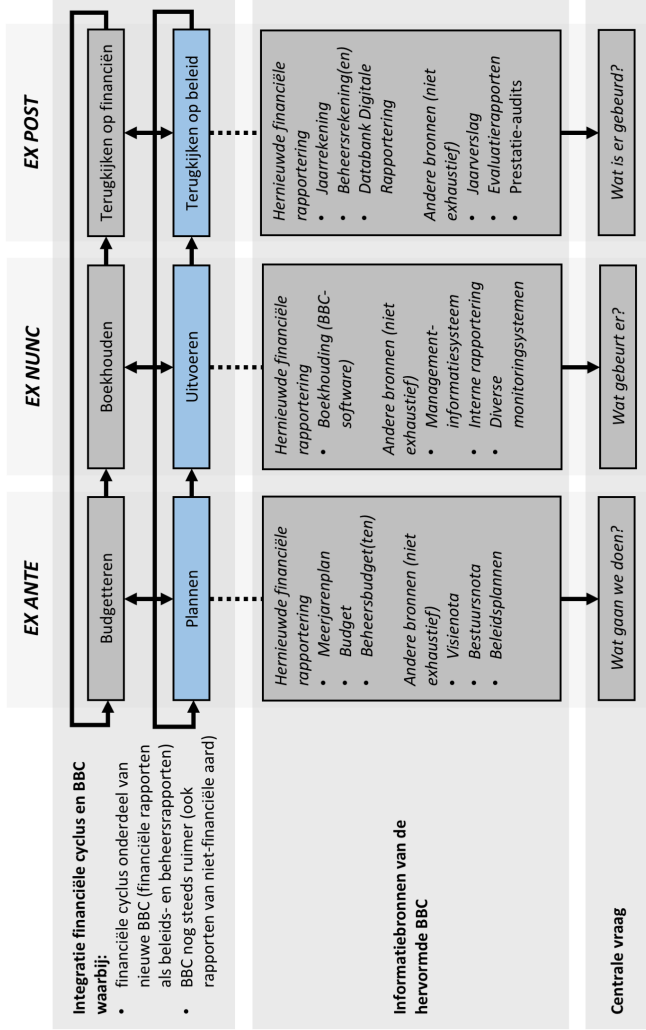 EX ANTE
EX NUNC
EX POST
Integratie financiële cyclus en BBC
waarbij:
• financiële cyclus onderdeel van
nieuwe BBC (financiële rapporten
als beleids- en beheersrapporten)
• BBC nog steeds ruimer (ook
rapporten van niet-financiële aard)
Budgetteren
Boekhouden
Terugkijken op financiën
Plannen
Uitvoeren
Terugkijken op beleid
Informatiebronnen van de
hervormde BBC
Hernieuwde financiële
rapportering
• Meerjarenplan
• Budget
• Beheersbudget(ten)
Andere bronnen (niet
exhaustief)
• Visienota
• Bestuursnota
• Beleidsplannen
Hernieuwde financiële
rapportering
• Boekhouding (BBC-
software)
Andere bronnen (niet
exhaustief)
• Management-
informatiesysteem
• Interne rapportering
• Diverse
monitoringsystemen
Hernieuwde financiële
rapportering
• Jaarrekening
• Beheersrekening(en)
• Databank Digitale
Rapportering
Andere bronnen (niet
exhaustief)
• Jaarverslag
• Evaluatierapporten
• Prestatie-audits
Centrale vraag
Wat gaan we doen?
Wat gebeurt er?
Wat is er gebeurd?